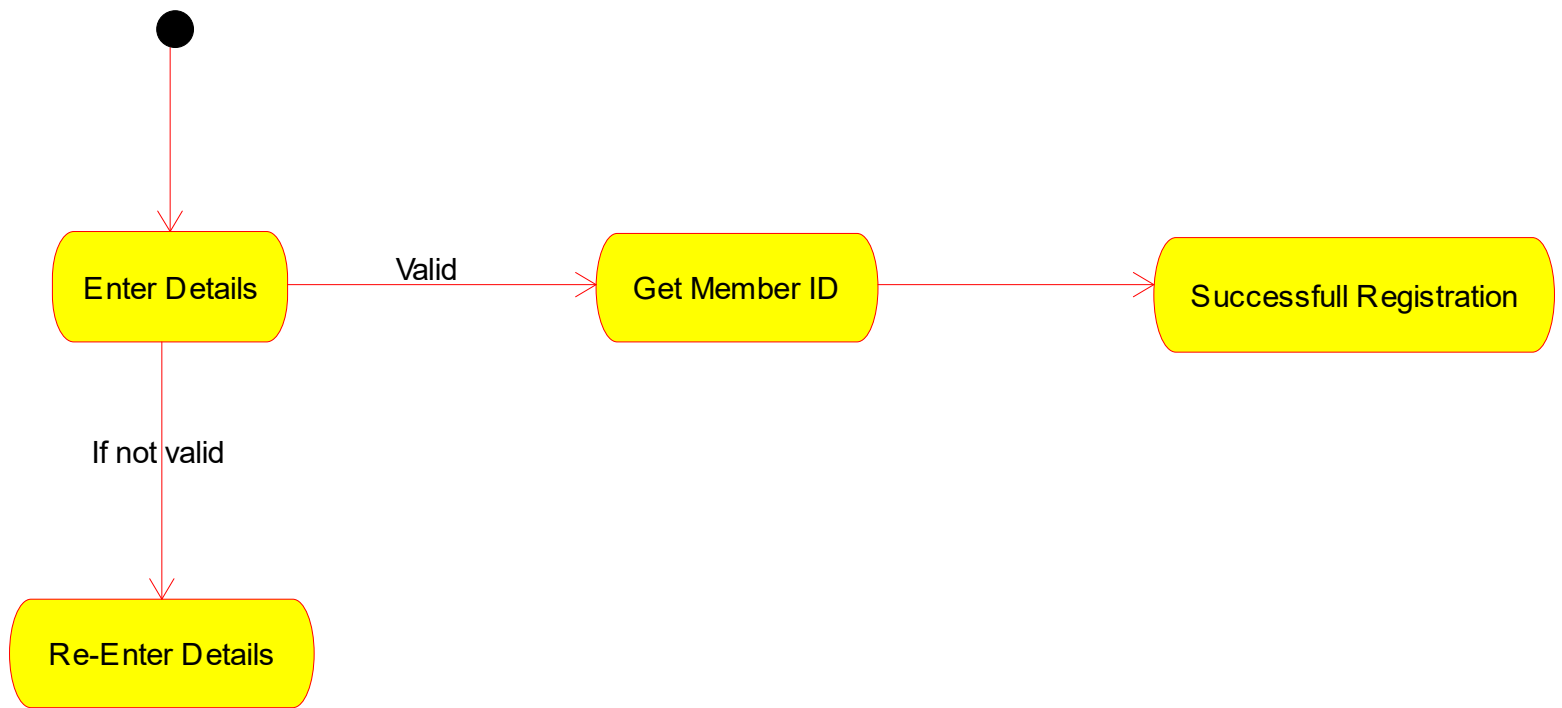 Valid
Enter Details
Get Member ID
Successfull Registration
If not valid
Re-Enter Details